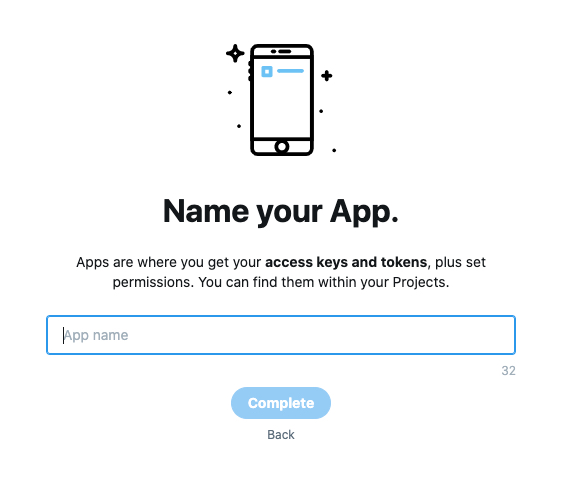 Name your App.
Apps are where you get your access keys and tokens, plus set
permissions. You can find them within your Projects.
App name
32
Complete
Back